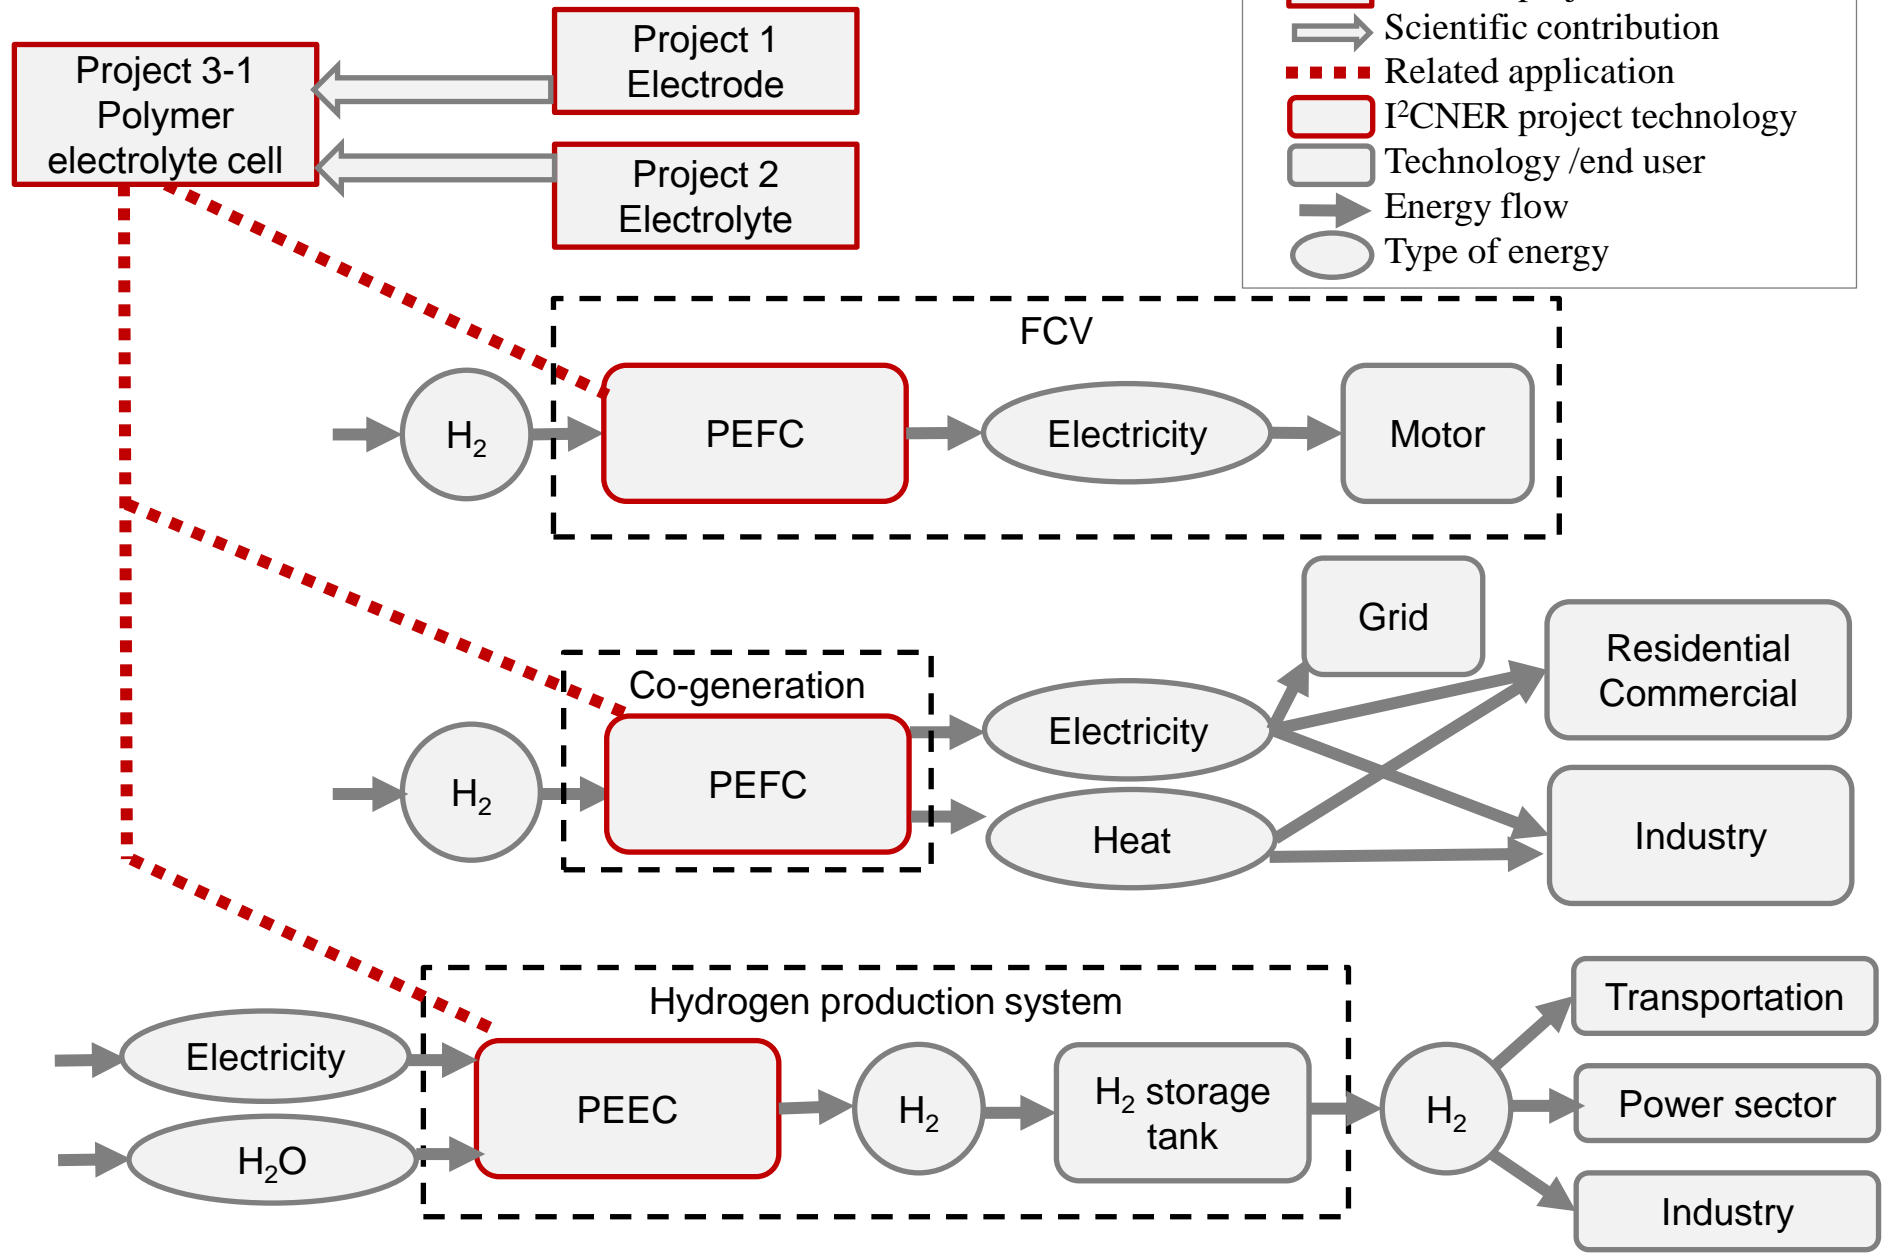 Project 3-1
Polymer
electrolyte cell
Project 1
Electrode
Project 2
Electrolyte
Scientific contribution
Related application
I²CNER project technology
Technology /end user
Energy flow
Type of energy
FCV
H₂
PEFC
Electricity
Motor
Grid
Co-generation
H₂
PEFC
Electricity
Heat
Residential
Commercial
Industry
Hydrogen production system
Electricity
H₂O
PEEC
H₂
H₂ storage
tank
H₂
Transportation
Power sector
Industry